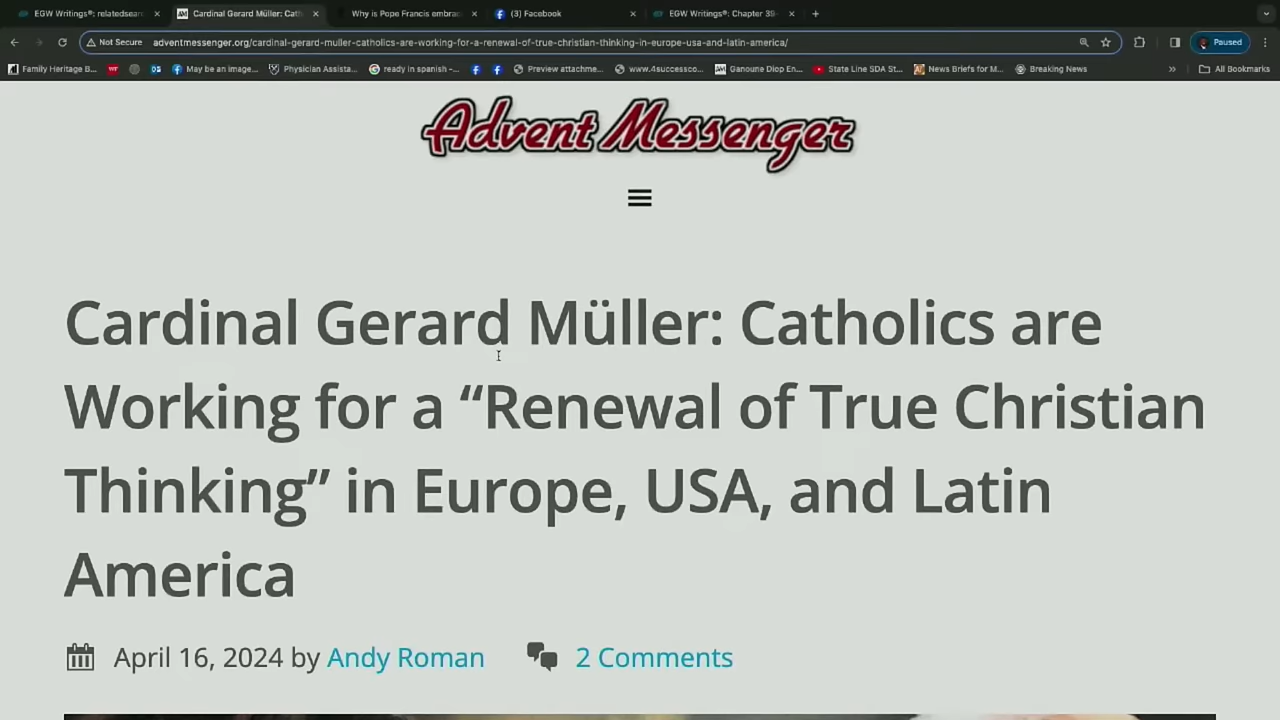 EGW Writings®: relatedsear
Cardinal Gerard Müller: Cath
Why is Pope Francis embrac
(3) Facebook
EGW Writings®: Chapter 39
Not Secure
adventmessenger.org/cardinal-gerard-muller-catholics-are-working-for-a-renewal-of-true-christian-thinking-in-europe-usa-and-latin-america/
Paused
Family Heritage B...
May be an image...
Physician Assista...
ready in spanish -...
Preview attachme...
www.4successco...
Ganoune Diop En...
State Line SDA St...
News Briefs for M...
Breaking News
»
All Bookmarks
Advent Messenger
Cardinal Gerard Müller: Catholics are
Working for a “Renewal of True Christian
Thinking” in Europe, USA, and Latin
America
April 16, 2024 by Andy Roman
2 Comments